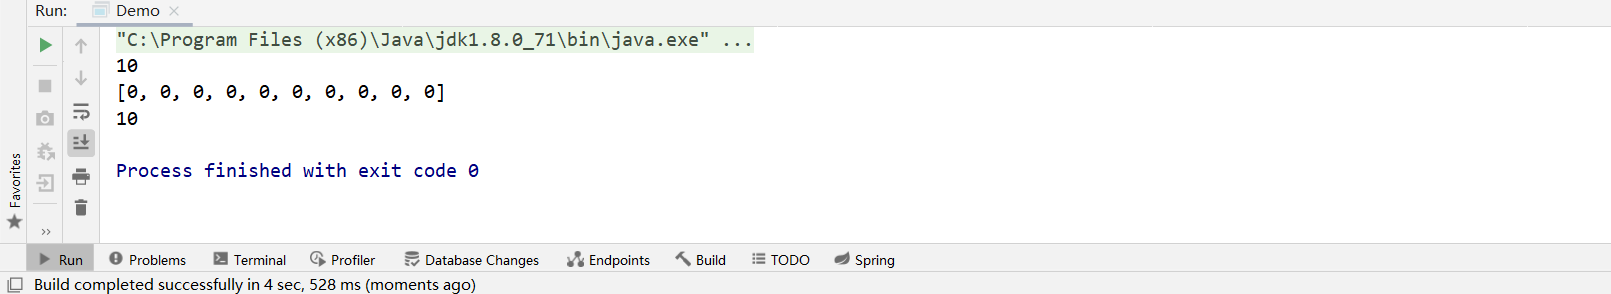 Run: Demo
"C:\Program Files (x86)\Java\jdk1.8.0_71\bin\java.exe" ...
10
[0, 0, 0, 0, 0, 0, 0, 0, 0, 0]
10
Process finished with exit code 0
Favorites
Run Problems Terminal Profiler Database Changes Endpoints Build TODO Spring
Build completed successfully in 4 sec, 528 ms (moments ago)